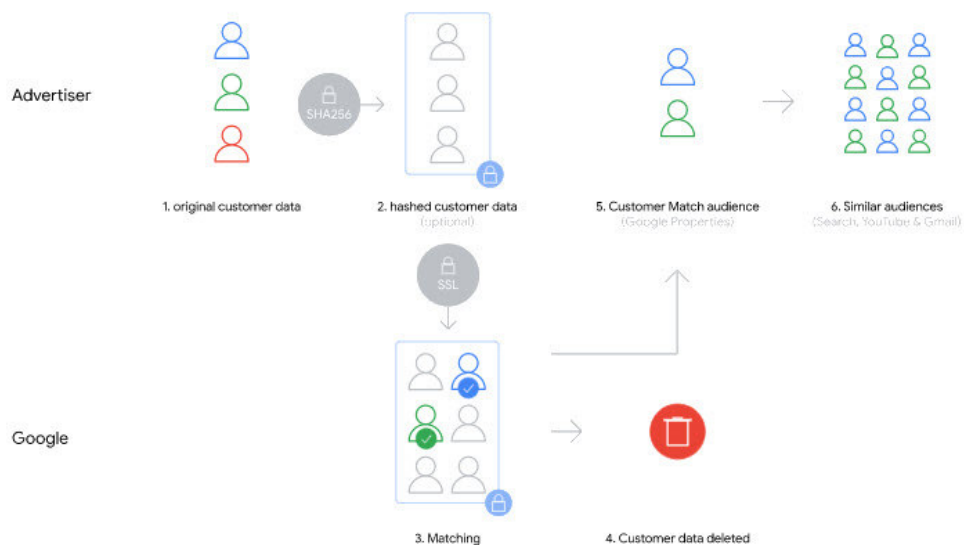 Advertiser
SHA256
1. original customer data
2. hashed customer data
(optional)
5. Customer Match audience
(Google Properties)
6. Similar audiences
(Search, YouTube & Gmail)
SSL
Google
3. Matching
4. Customer data deleted